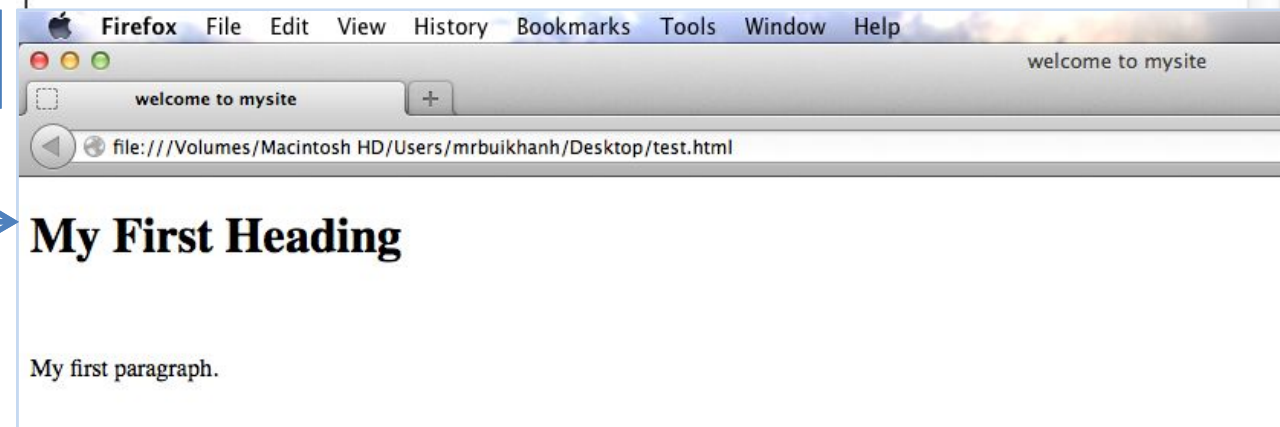 Firefox File Edit View History Bookmarks Tools Window Help
welcome to mysite
welcome to mysite +
file:///Volumes/Macintosh HD/Users/mrbuikhanh/Desktop/test.html
My First Heading
My first paragraph.